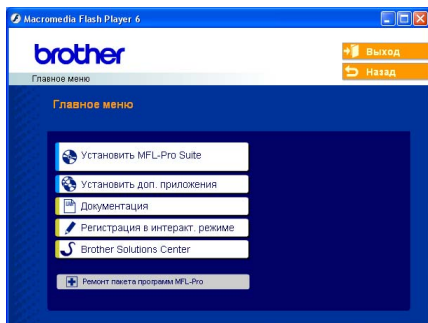 Macromedia Flash Player 6
brother
Выход
Назад
Главное меню
Главное меню
Установить MFL-Pro Suite
Установить доп. приложения
Документация
Регистрация в интеракт. режиме
Brother Solutions Center
Ремонт пакета программ MFL-Pro